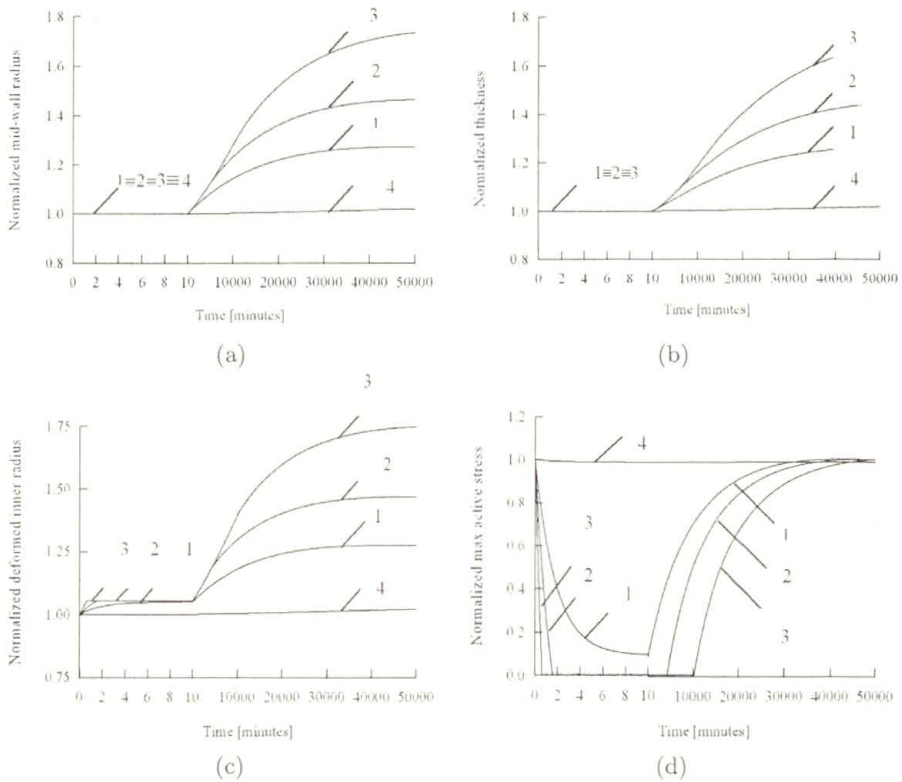 Normalized mid-wall radius
1.8
1.6
1.4
1.2
1.0
0.8
3
2
1
4
1≡2≡3≡4
0 2 4 6 8 10 10000 20000 30000 40000 50000
Time [minutes]
(a)
Normalized thickness
1.8
1.6
1.4
1.2
1.0
0.8
3
2
1
4
1≡2≡3
0 2 4 6 8 10 10000 20000 30000 40000 50000
Time [minutes]
(b)
Normalized deformed inner radius
1.75
1.50
1.25
1.00
0.75
3
2
1
4
3 2 1
0 2 4 6 8 10 10000 20000 30000 40000 50000
Time [minutes]
(c)
Normalized max active stress
1.2
1.0
0.8
0.6
0.4
0.2
0.0
4
3
2
1
1
2
3
0 2 4 6 8 10 10000 20000 30000 40000 50000
Time [minutes]
(d)